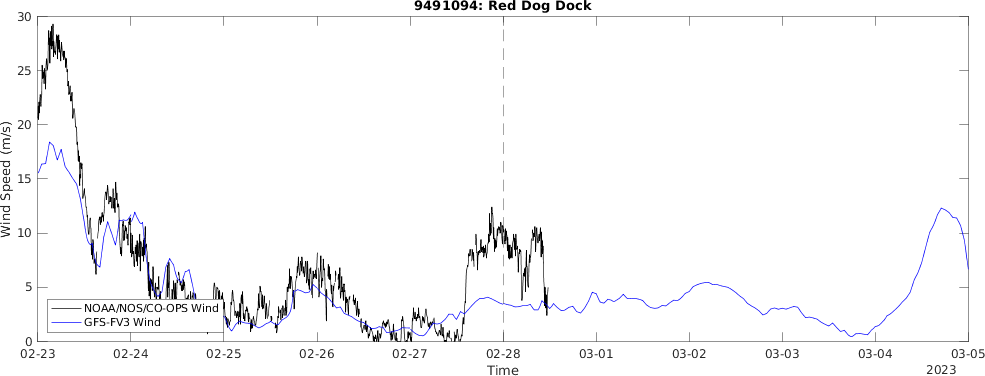 9491094: Red Dog Dock
Wind Speed (m/s)
30
25
20
15
10
5
0
NOAA/NOS/CO-OPS Wind
GFS-FV3 Wind
02-23 02-24 02-25 02-26 02-27 02-28 03-01 03-02 03-03 03-04 03-05
Time
2023